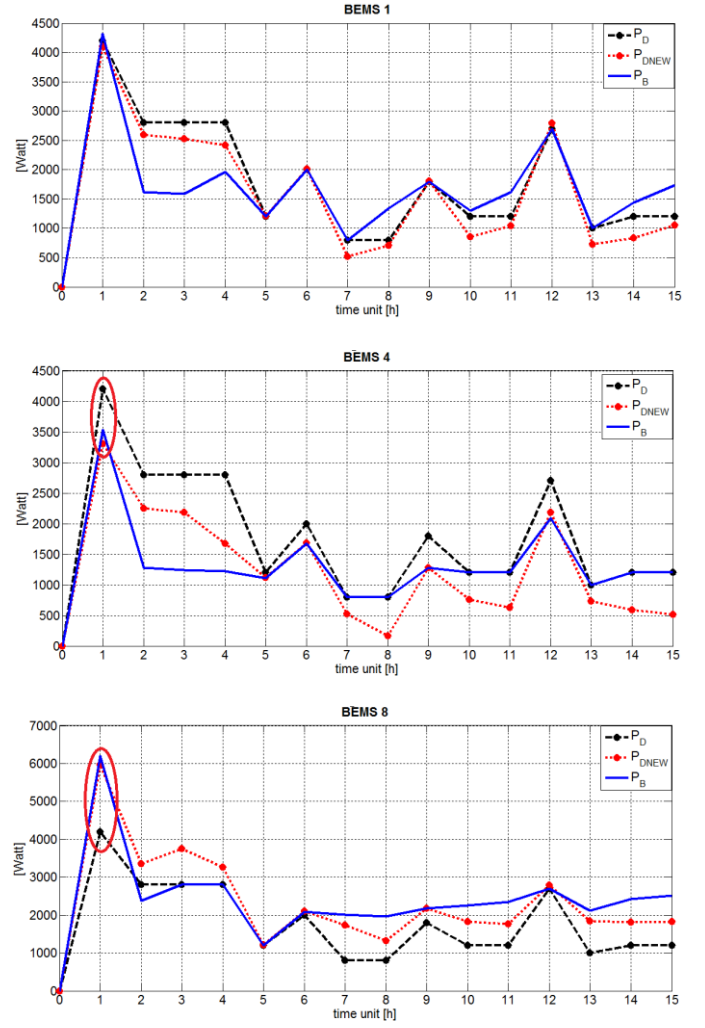 BEMS 1
4500
4000
3500
3000
2500
2000
1500
1000
500
0
[Watt]
P_D
P_DNEW
P_B
0 1 2 3 4 5 6 7 8 9 10 11 12 13 14 15
time unit [h]
BEMS 4
4500
4000
3500
3000
2500
2000
1500
1000
500
0
[Watt]
P_D
P_DNEW
P_B
0 1 2 3 4 5 6 7 8 9 10 11 12 13 14 15
time unit [h]
BEMS 8
7000
6000
5000
4000
3000
2000
1000
0
[Watt]
P_D
P_DNEW
P_B
0 1 2 3 4 5 6 7 8 9 10 11 12 13 14 15
time unit [h]